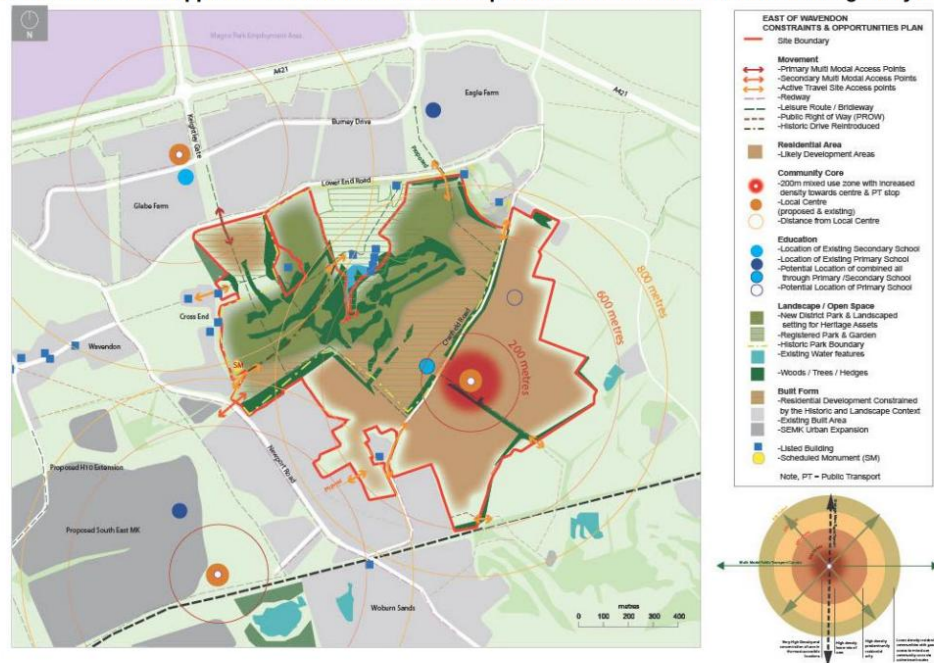 N
Magna Park Employment Area
A421
A421
Eagle Farm
Burney Drive
Knightley Gate
Proposed
Lower End Road
Glebe Farm
Cross End
Wavendon
SM
Cranfield Road
800 metres
600 metres
200 metres
Newport Road
Proposed H10 Extension
Proposed South East MK
Woburn Sands
metres
0 100 200 300 400
EAST OF WAVENDON
CONSTRAINTS & OPPORTUNITIES PLAN
Site Boundary
Movement
-Primary Multi Modal Access Points
-Secondary Multi Modal Access Points
-Active Travel Site Access points
-Redway
-Leisure Route / Bridleway
-Public Right of Way (PROW)
-Historic Drive Reintroduced
Residential Area
-Likely Development Areas
Community Core
-200m mixed use zone with increased
density towards centre & PT stop
-Local Centre
(proposed & existing)
-Distance from Local Centre
Education
-Location of Existing Secondary School
-Location of Existing Primary School
-Potential Location of combined all
through Primary /Secondary School
-Potential Location of Primary School
Landscape / Open Space
-New District Park & Landscaped
setting for Heritage Assets
-Registered Park & Garden
-Historic Park Boundary
-Existing Water features
-Woods / Trees / Hedges
Built Form
-Residential Development Constrained
by the Historic and Landscape Context
-Existing Built Area
-SEMK Urban Expansion
-Listed Building
-Scheduled Monument (SM)
Note, PT = Public Transport